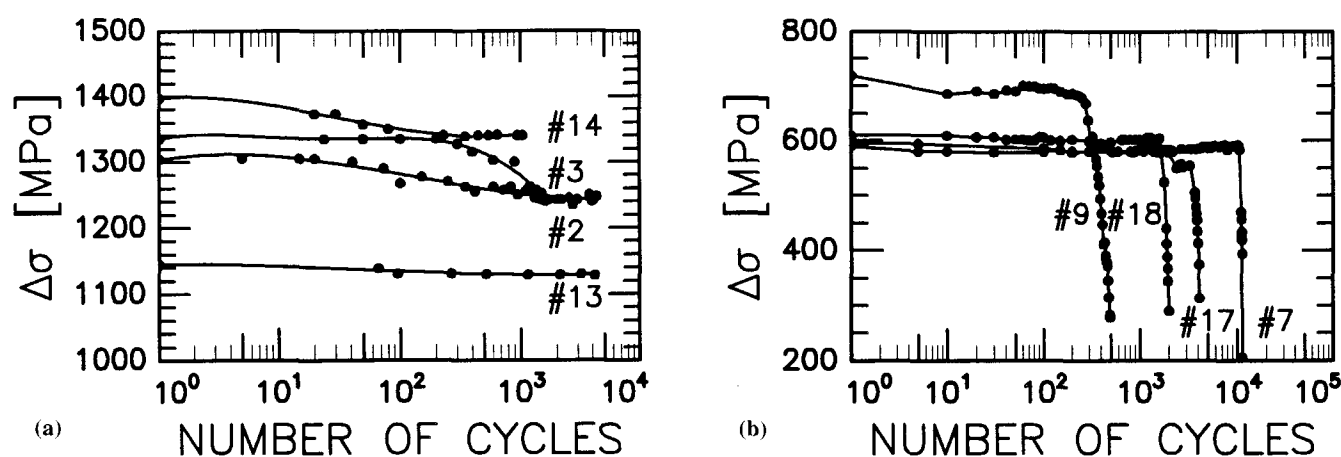 1500
1400
1300
1200
1100
1000
Δσ [MPa]
#14
#3
#2
#13
10⁰ 10¹ 10² 10³ 10⁴
(a) NUMBER OF CYCLES
800
600
400
200
Δσ [MPa]
#9 #18
#17 #7
10⁰ 10¹ 10² 10³ 10⁴ 10⁵
(b) NUMBER OF CYCLES